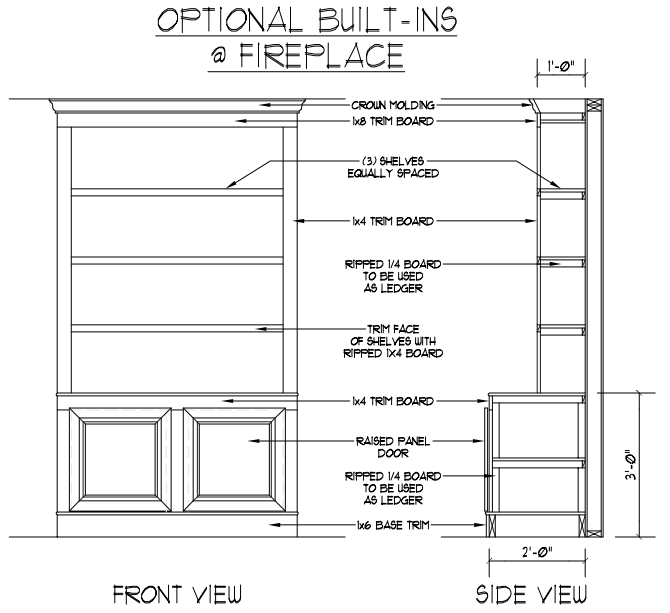 OPTIONAL BUILT-INS
@ FIREPLACE
1'-0"
CROWN MOLDING
1x8 TRIM BOARD
(3) SHELVES
EQUALLY SPACED
1x4 TRIM BOARD
RIPPED 1/4 BOARD
TO BE USED
AS LEDGER
TRIM FACE
OF SHELVES WITH
RIPPED 1X4 BOARD
1x4 TRIM BOARD
RAISED PANEL
DOOR
3'-0"
RIPPED 1/4 BOARD
TO BE USED
AS LEDGER
1x6 BASE TRIM
2'-0"
FRONT VIEW
SIDE VIEW